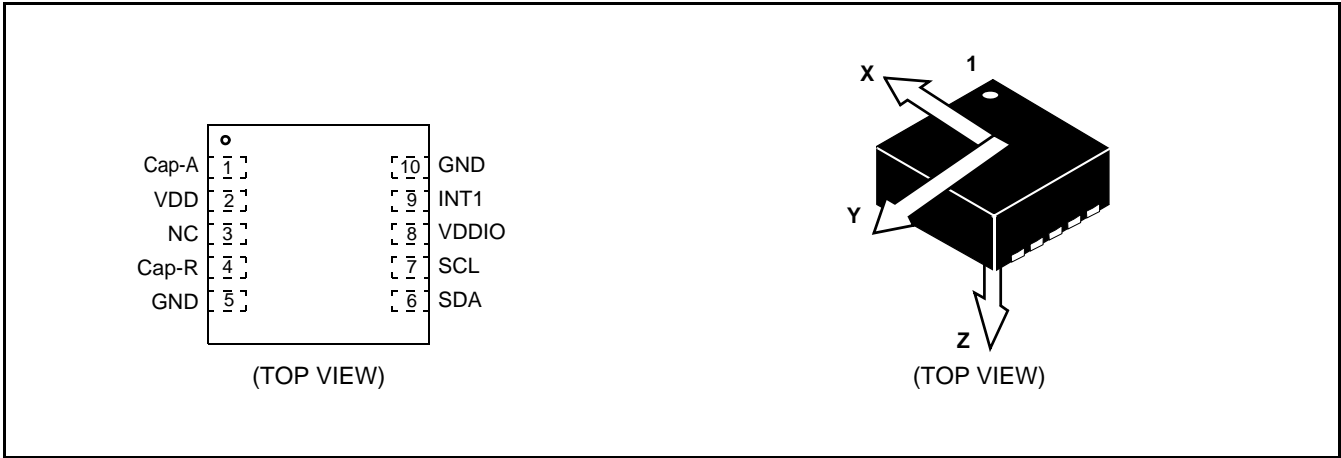 Cap-A 1 10 GND
VDD 2 9 INT1
NC 3 8 VDDIO
Cap-R 4 7 SCL
GND 5 6 SDA
(TOP VIEW)
X 1
Y
Z
(TOP VIEW)